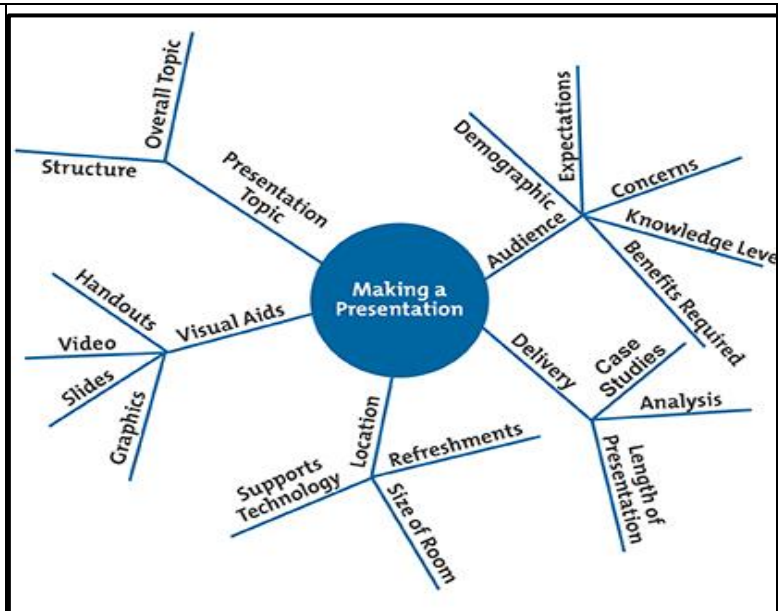 Making a
Presentation
Presentation
Topic
Overall Topic
Structure
Audience
Demographic
Expectations
Concerns
Knowledge Leve
Benefits Required
Visual Aids
Handouts
Video
Slides
Graphics
Location
Supports
Technology
Refreshments
Size of Room
Delivery
Case
Studies
Analysis
Length of
Presentation